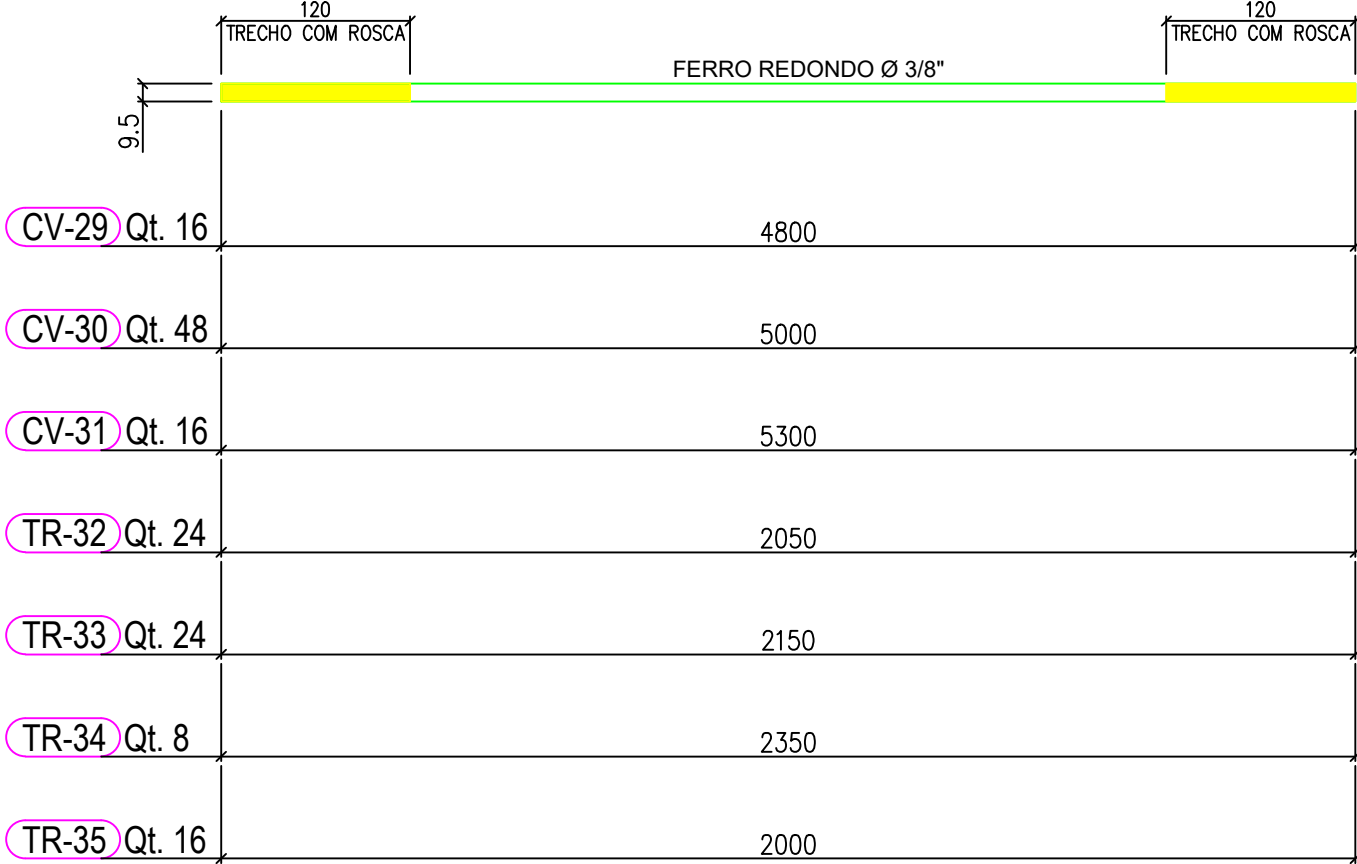 120 120
TRECHO COM ROSCA TRECHO COM ROSCA
FERRO REDONDO Ø 3/8"
9.5
CV-29 Qt. 16 4800
CV-30 Qt. 48 5000
CV-31 Qt. 16 5300
TR-32 Qt. 24 2050
TR-33 Qt. 24 2150
TR-34 Qt. 8 2350
TR-35 Qt. 16 2000